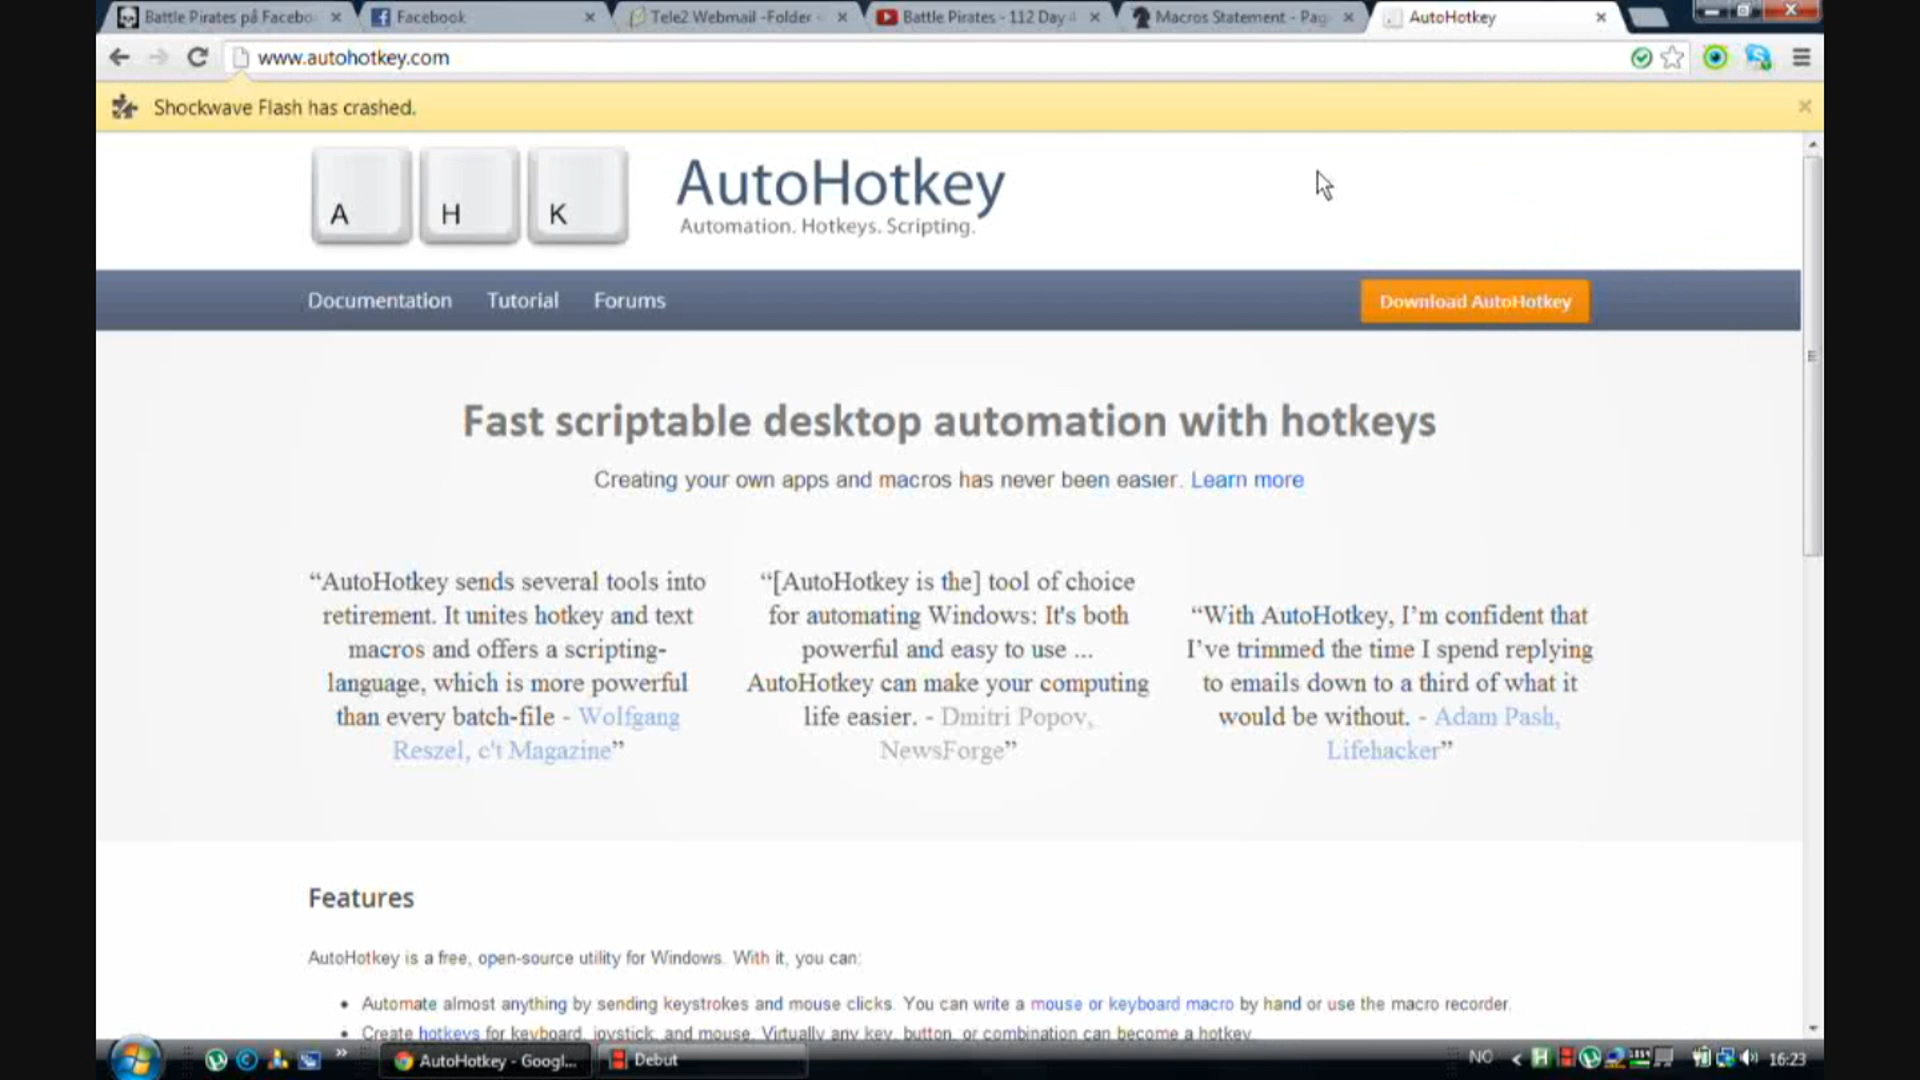 Battle Pirates på Facebo
Facebook
Tele2 Webmail -Folder
Battle Pirates - 112 Day
Macros Statement - Pag
AutoHotkey
www.autohotkey.com
Shockwave Flash has crashed.
A H K
AutoHotkey
Automation. Hotkeys. Scripting.
Documentation Tutorial Forums
Download AutoHotkey
Fast scriptable desktop automation with hotkeys
Creating your own apps and macros has never been easier. Learn more
“AutoHotkey sends several tools into
retirement. It unites hotkey and text
macros and offers a scripting-
language, which is more powerful
than every batch-file - Wolfgang
Reszel, c't Magazine”
“[AutoHotkey is the] tool of choice
for automating Windows: It's both
powerful and easy to use ...
AutoHotkey can make your computing
life easier. - Dmitri Popov,
NewsForge”
“With AutoHotkey, I’m confident that
I’ve trimmed the time I spend replying
to emails down to a third of what it
would be without. - Adam Pash,
Lifehacker”
Features
AutoHotkey is a free, open-source utility for Windows. With it, you can:
• Automate almost anything by sending keystrokes and mouse clicks. You can write a mouse or keyboard macro by hand or use the macro recorder.
• Create hotkeys for keyboard, joystick, and mouse. Virtually any key, button, or combination can become a hotkey.
AutoHotkey - Googl...
Debut
NO
16:23